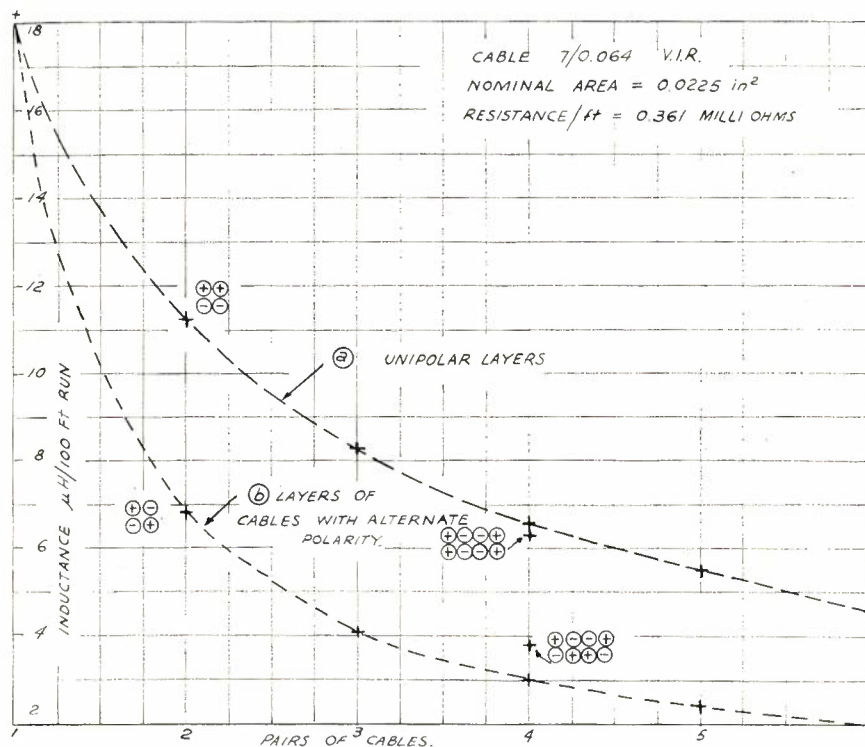 CABLE 7/0.064 V.I.R.
NOMINAL AREA = 0.0225 in²
RESISTANCE/ft = 0.361 MILLI OHMS
18
16
14
12
10
8
6
4
2
INDUCTANCE μH/100 Ft RUN
+ +
- -
ⓐ UNIPOLAR LAYERS
+ -
- +
ⓑ LAYERS OF
CABLES WITH ALTERNATE
POLARITY.
+ - - +
+ - - +
+ - - +
- + + -
1 2 3 4 5
PAIRS OF CABLES.